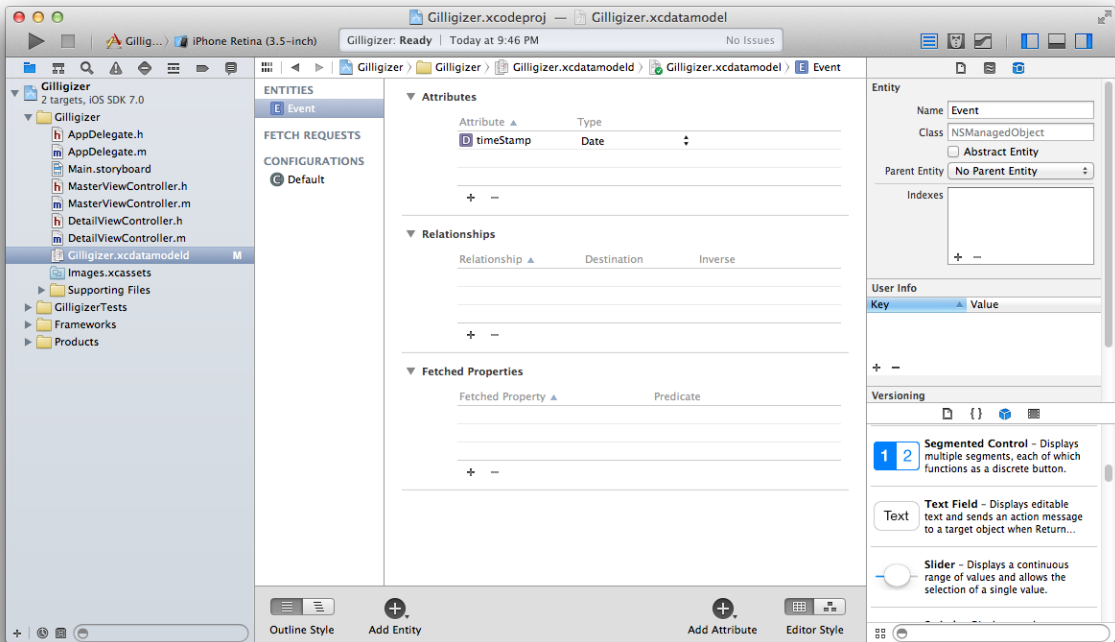 Gilligizer.xcodeproj — Gilligizer.xcdatamodel
Gillig...) iPhone Retina (3.5-inch)
Gilligizer: Ready | Today at 9:46 PM No Issues
Gilligizer Gilligizer Gilligizer.xcdatamodeld Gilligizer.xcdatamodel E Event
Gilligizer
2 targets, iOS SDK 7.0
Gilligizer
h AppDelegate.h
m AppDelegate.m
Main.storyboard
h MasterViewController.h
m MasterViewController.m
h DetailViewController.h
m DetailViewController.m
Gilligizer.xcdatamodeld M
Images.xcassets
Supporting Files
GilligizerTests
Frameworks
Products
ENTITIES
E Event
FETCH REQUESTS
CONFIGURATIONS
C Default
Attributes
Attribute Type
D timeStamp Date
+ −
Relationships
Relationship Destination Inverse
+ −
Fetched Properties
Fetched Property Predicate
+ −
Outline Style
Add Entity
Add Attribute
Editor Style
Entity
Name Event
Class NSManagedObject
Abstract Entity
Parent Entity No Parent Entity
Indexes
+ −
User Info
Key Value
+ −
Versioning
{ }
1 2
Segmented Control – Displays
multiple segments, each of which
functions as a discrete button.
Text
Text Field – Displays editable
text and sends an action message
to a target object when Return...
Slider – Displays a continuous
range of values and allows the
selection of a single value.